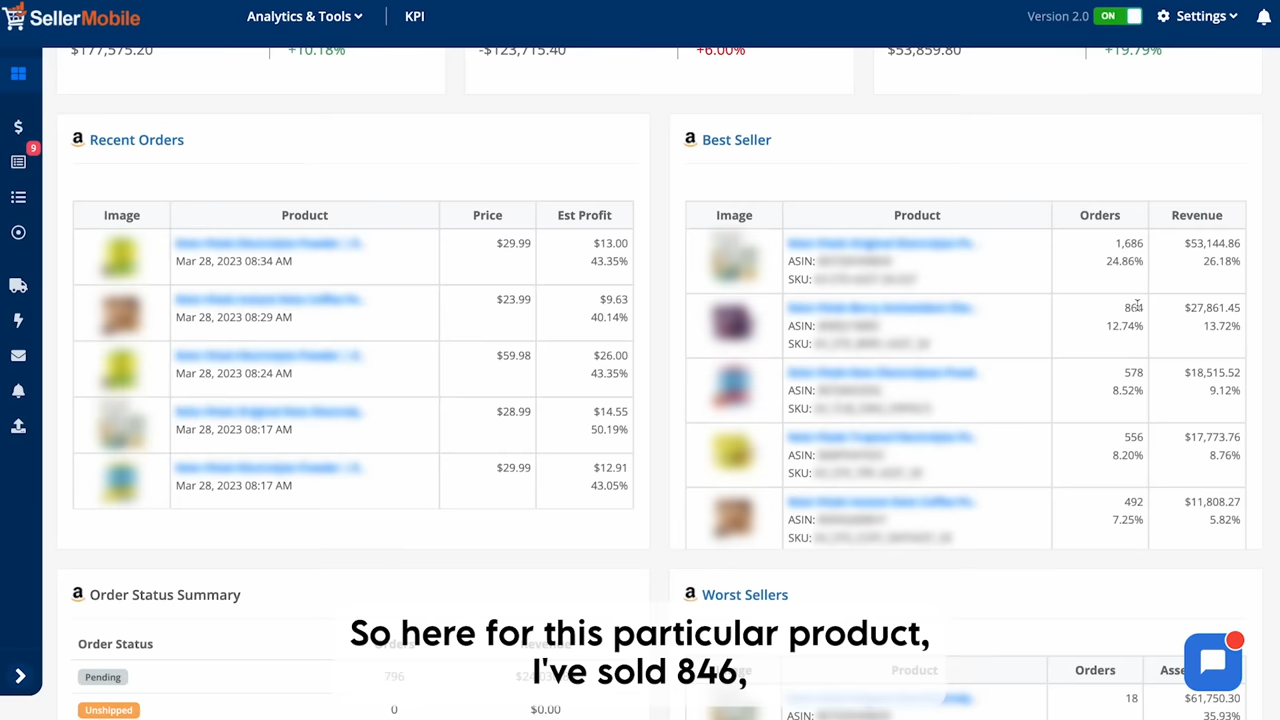 SellerMobile
Analytics & Tools
KPI
Version 2.0
ON
Settings
$177,575.20
+10.18%
-$123,715.40
+6.00%
$53,859.80
+19.79%
9
Recent Orders
Image Product Price Est Profit
$29.99 $13.00
Mar 28, 2023 08:34 AM 43.35%
$23.99 $9.63
Mar 28, 2023 08:29 AM 40.14%
$59.98 $26.00
Mar 28, 2023 08:24 AM 43.35%
$28.99 $14.55
Mar 28, 2023 08:17 AM 50.19%
$29.99 $12.91
Mar 28, 2023 08:17 AM 43.05%
Best Seller
Image Product Orders Revenue
1,686 $53,144.86
ASIN: 24.86% 26.18%
SKU:
864 $27,861.45
ASIN: 12.74% 13.72%
SKU:
578 $18,515.52
ASIN: 8.52% 9.12%
SKU:
556 $17,773.76
ASIN: 8.20% 8.76%
SKU:
492 $11,808.27
ASIN: 7.25% 5.82%
SKU:
Order Status Summary
Order Status Orders Revenue
Pending 796
Unshipped 0 $0.00
Worst Sellers
Image Product Orders
18 $61,750.30
ASIN: 35.93%
So here for this particular product,
I've sold 846,